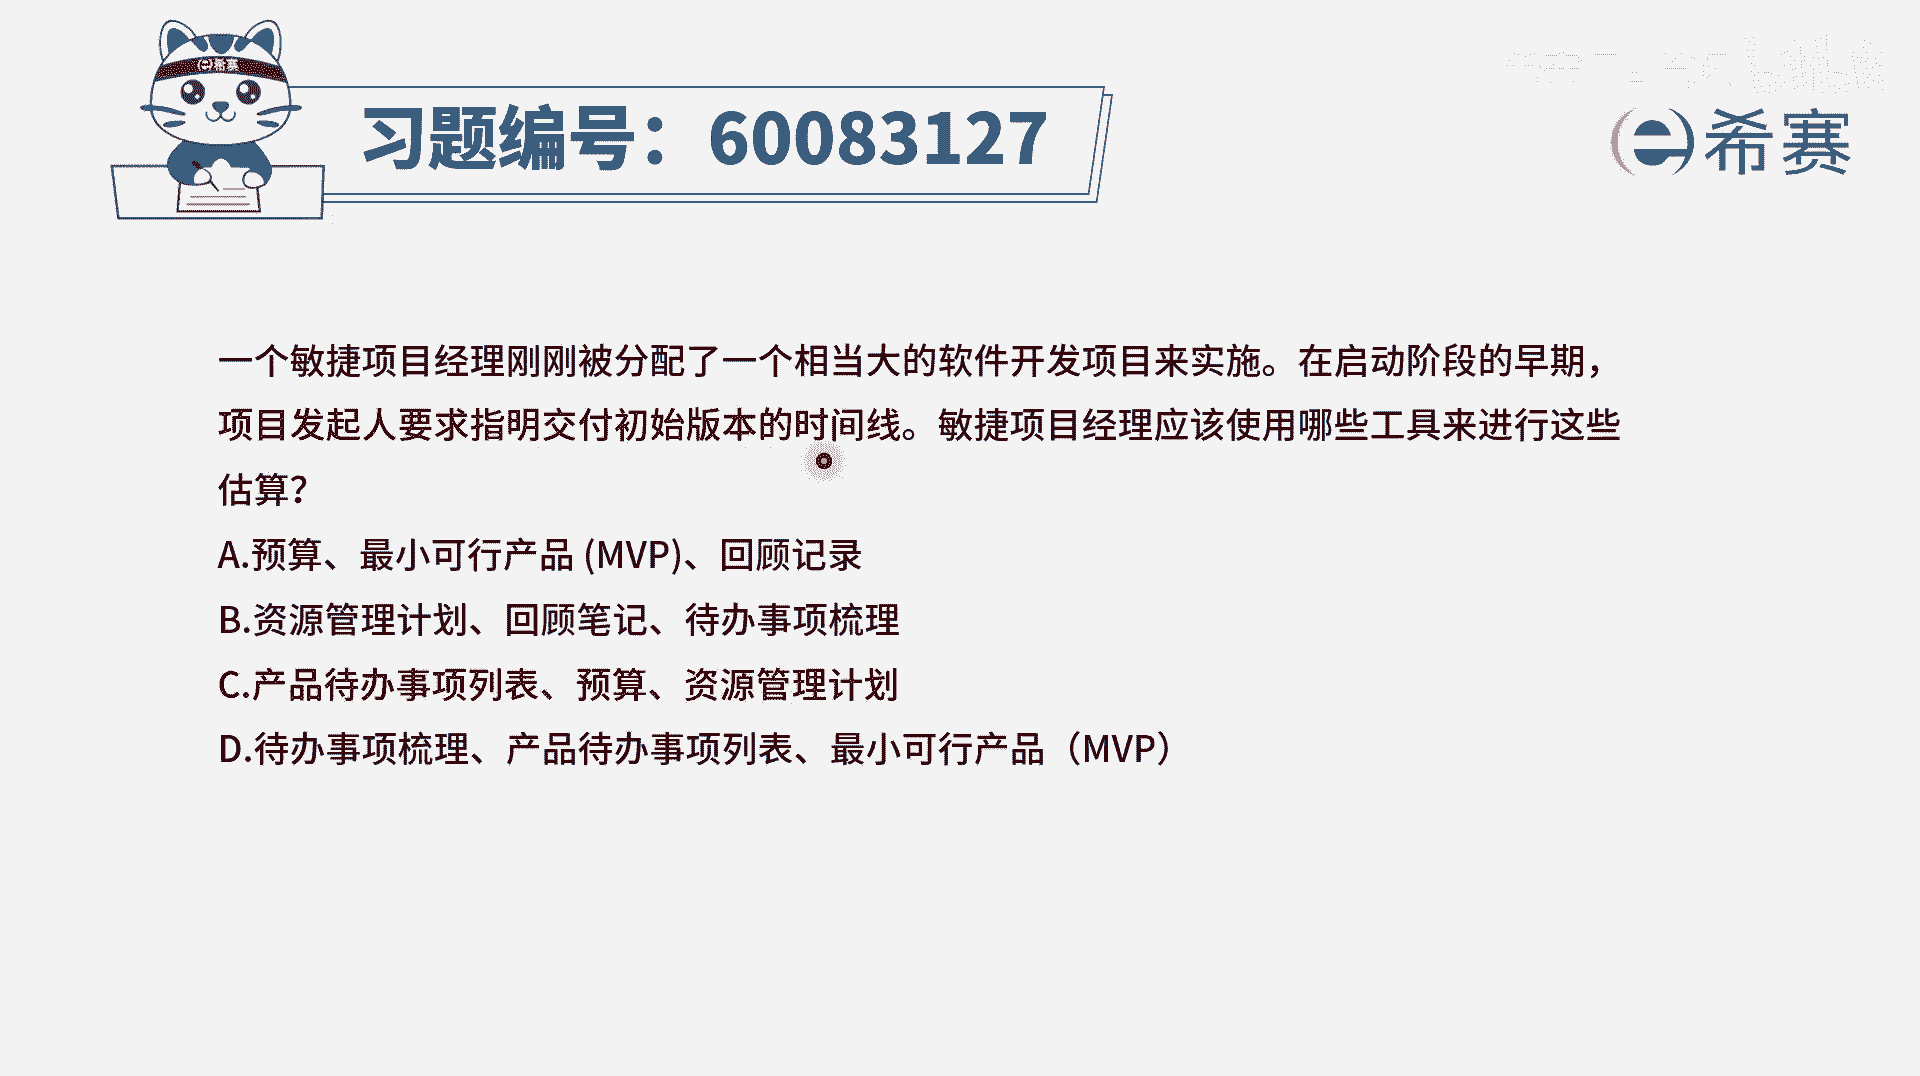 希赛
习题编号：60083127
希赛
一个敏捷项目经理刚刚被分配了一个相当大的软件开发项目来实施。在启动阶段的早期，
项目发起人要求指明交付初始版本的时间线。敏捷项目经理应该使用哪些工具来进行这些
估算？
A.预算、最小可行产品 (MVP)、回顾记录
B.资源管理计划、回顾笔记、待办事项梳理
C.产品待办事项列表、预算、资源管理计划
D.待办事项梳理、产品待办事项列表、最小可行产品（MVP）